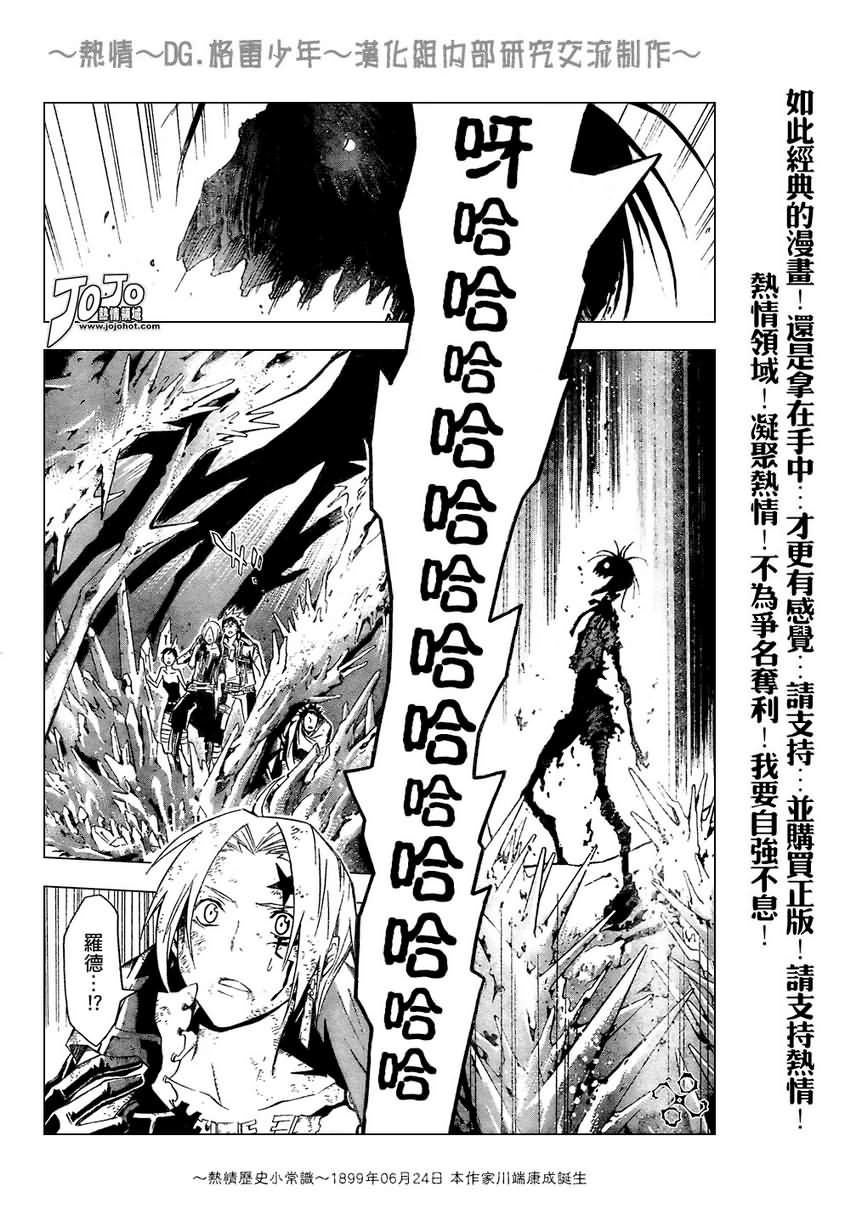 ～熱情～DG.格雷少年～漢化組內部研究交流制作～
如此經典的漫畫！還是拿在手中…才更有感覺…請支持…並購買正版！請支持熱情！
熱情領域！凝聚熱情！不為爭名奪利！我要自強不息！
呀哈哈哈哈哈哈哈哈哈哈哈哈哈哈
JOJO
熱情領域
www.jojohot.com
羅德…!?
～熱情歷史小常識～1899年06月24日 本作家川端康成誕生